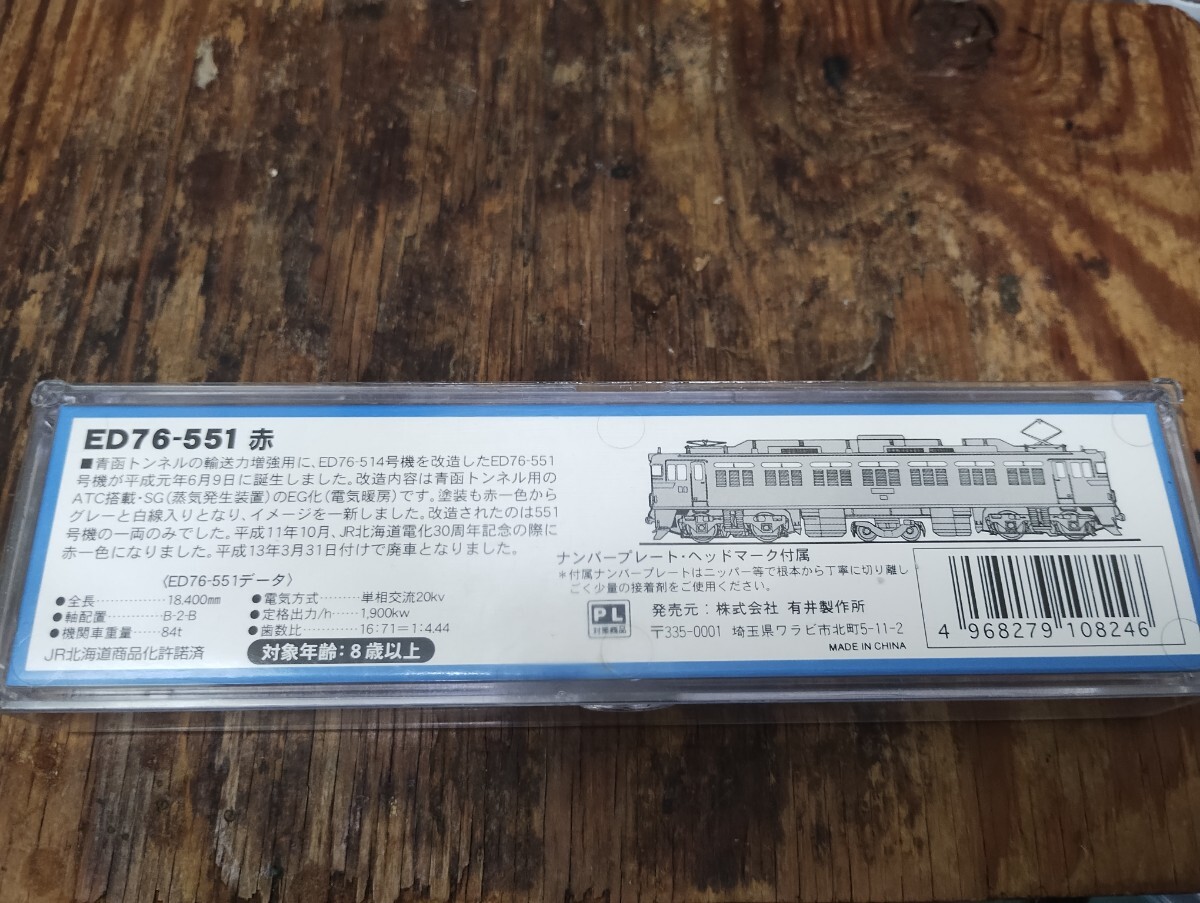 ED76-551 赤
■青函トンネルの輸送力増強用に、ED76-514号機を改造したED76-551
号機が平成元年6月9日に誕生しました。改造内容は青函トンネル用の
ATC搭載・SG(蒸気発生装置)のEG化(電気暖房)です。塗装も赤一色から
グレーと白線入りとなり、イメージを一新しました。改造されたのは551
号機の一両のみでした。平成11年10月、JR北海道電化30周年記念の際に
赤一色になりました。平成13年3月31日付けで廃車となりました。
〈ED76-551データ〉
●全長…………18.400mm
●軸配置………B-2-B
●機関車重量……84t
●電気方式………単相交流20kv
●定格出力/h……1,900kw
●歯数比…………16:71=1:4.44
JR北海道商品化許諾済
対象年齢:8歳以上
ナンバープレート・ヘッドマーク付属
*付属ナンバープレートはニッパー等で根本から丁寧に切り離し
ごく少量の接着剤をご使用ください。
PL
対象商品
発売元:株式会社 有井製作所
〒335-0001 埼玉県ワラビ市北町5-11-2
MADE IN CHINA
4 968279 108246